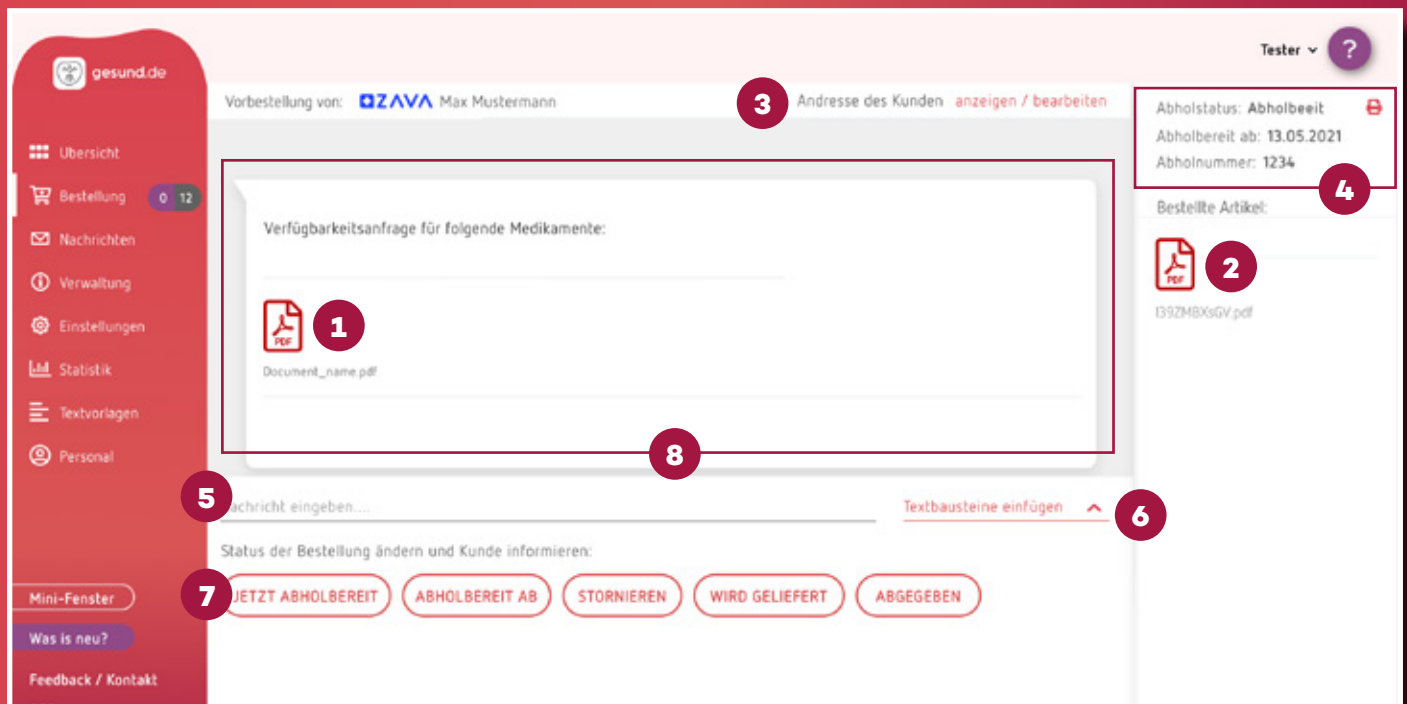 gesund.de
Tester
?
Vorbestellung von: ZAVA Max Mustermann
3
Andresse des Kunden anzeigen / bearbeiten
Übersicht
Bestellung 0 12
Nachrichten
Verwaltung
Einstellungen
Statistik
Textvorlagen
Personal
Mini-Fenster
Was is neu?
Feedback / Kontakt
Verfügbarkeitsanfrage für folgende Medikamente:
PDF
1
Document_name.pdf
8
5
achricht eingeben....
Textbausteine einfügen
6
Status der Bestellung ändern und Kunde informieren:
7
JETZT ABHOLBEREIT
ABHOLBEREIT AB
STORNIEREN
WIRD GELIEFERT
ABGEGEBEN
Abholstatus: Abholbeeit
Abholbereit ab: 13.05.2021
Abholnummer: 1234
4
Bestellte Artikel:
PDF
2
I39ZM8XsGV.pdf